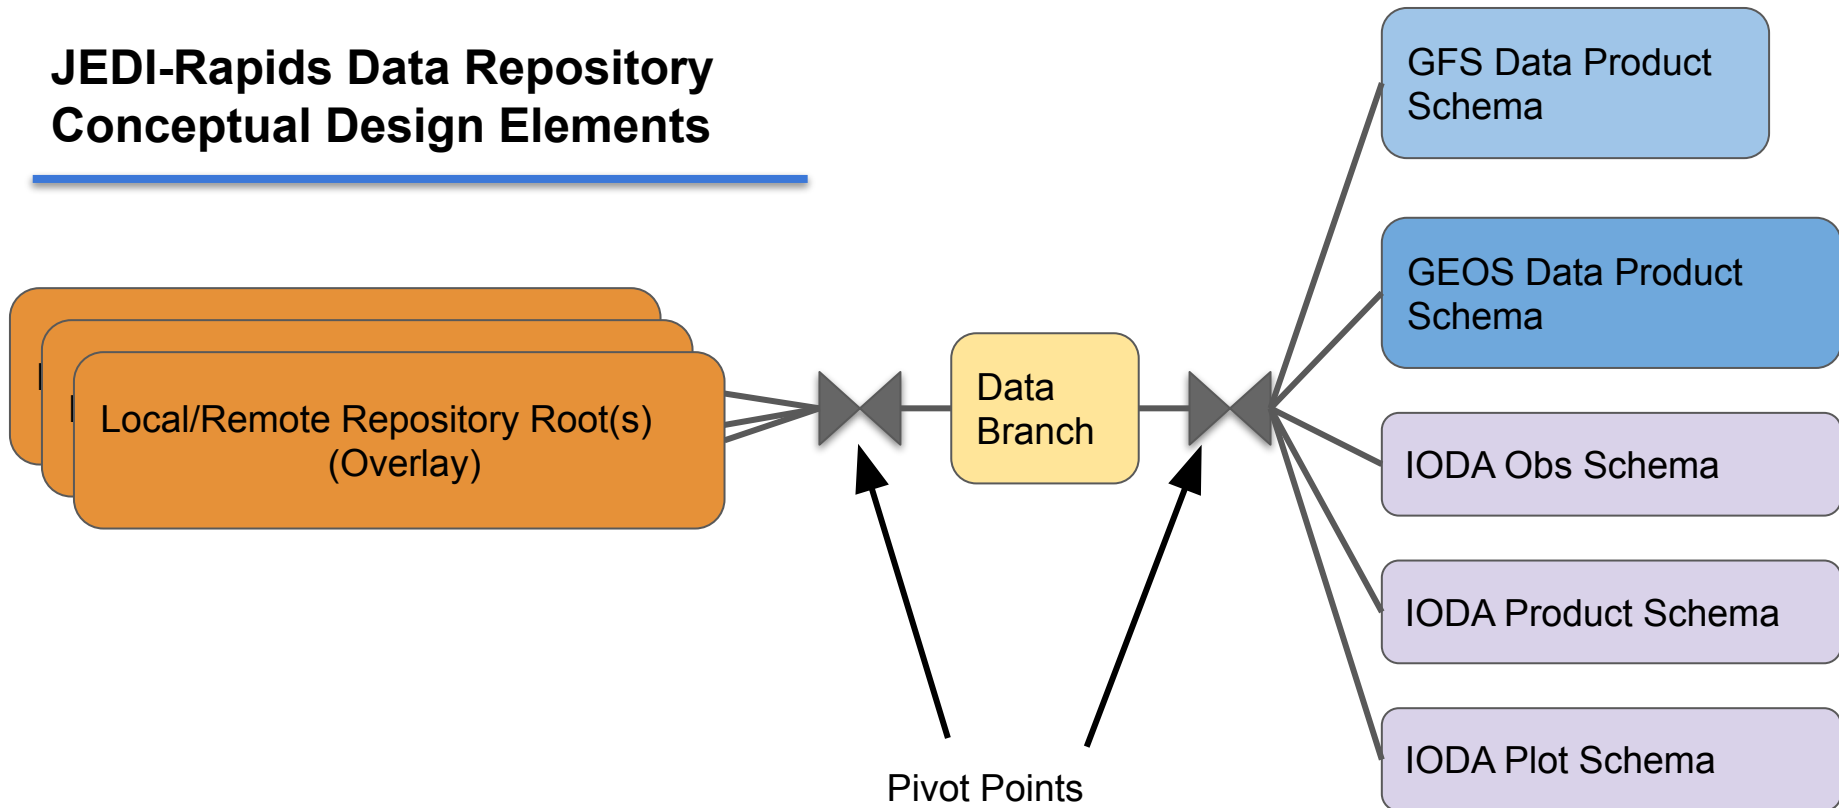 JEDI-Rapids Data Repository
Conceptual Design Elements
GFS Data Product
Schema
GEOS Data Product
Schema
Local/Remote Repository Root(s)
(Overlay)
Data
Branch
IODA Obs Schema
IODA Product Schema
IODA Plot Schema
Pivot Points